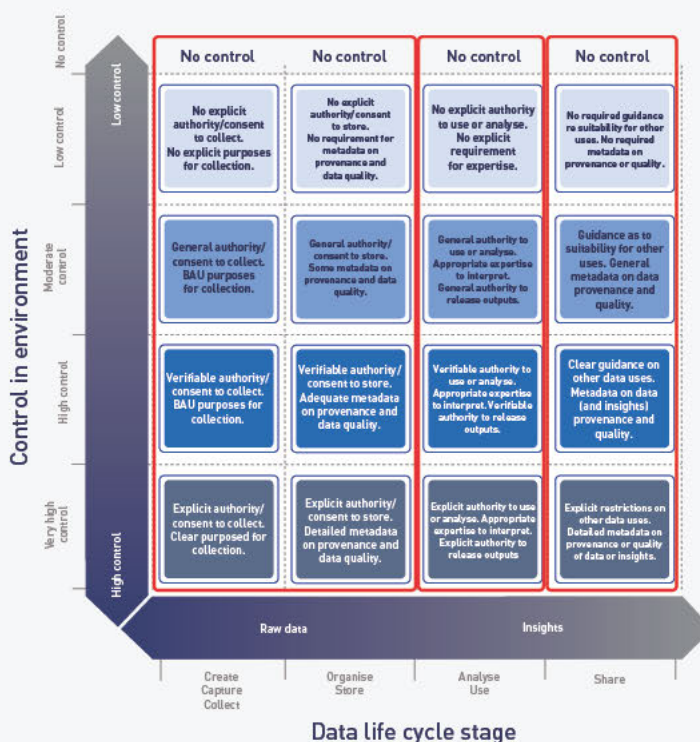 No control
No control
No control
No control
No control
Low control
No explicit
authority/consent
to collect.
No explicit purposes
for collection.
No explicit
authority/consent
to store.
No requirement for
metadata on
provenance and
data quality.
No explicit authority
to use or analyse.
No explicit
requirement
for expertise.
No required guidance
re suitability for other
uses. No required
metadata on
provenance or quality.
Low control
Moderate
control
General authority/
consent to collect.
BAU purposes
for collection.
General authority/
consent to store.
Some metadata on
provenance and data
quality.
General authority to
use or analyse.
Appropriate expertise
to interpret.
General authority to
release outputs.
Guidance as to
suitability for other
uses. General
metadata on data
provenance and
quality.
Control in environment
High control
Verifiable authority/
consent to collect.
BAU purposes for
collection.
Verifiable authority/
consent to store.
Adequate metadata
on provenance and
data quality.
Verifiable authority to
use or analyse.
Appropriate expertise
to interpret. Verifiable
authority to release
outputs.
Clear guidance on
other data uses.
Metadata on data
(and insights)
provenance and
quality.
Very high
control
Explicit authority/
consent to collect.
Clear purposed for
collection.
Explicit authority/
consent to store.
Detailed metadata
on provenance and
data quality.
Explicit authority to use
or analyse. Appropriate
expertise to interpret.
Explicit authority to
release outputs
Explicit restrictions on
other data uses.
Detailed metadata on
provenance or quality
of data or insights.
High control
Raw data
Insights
Create
Capture
Collect
Organise
Store
Analyse
Use
Share
Data life cycle stage